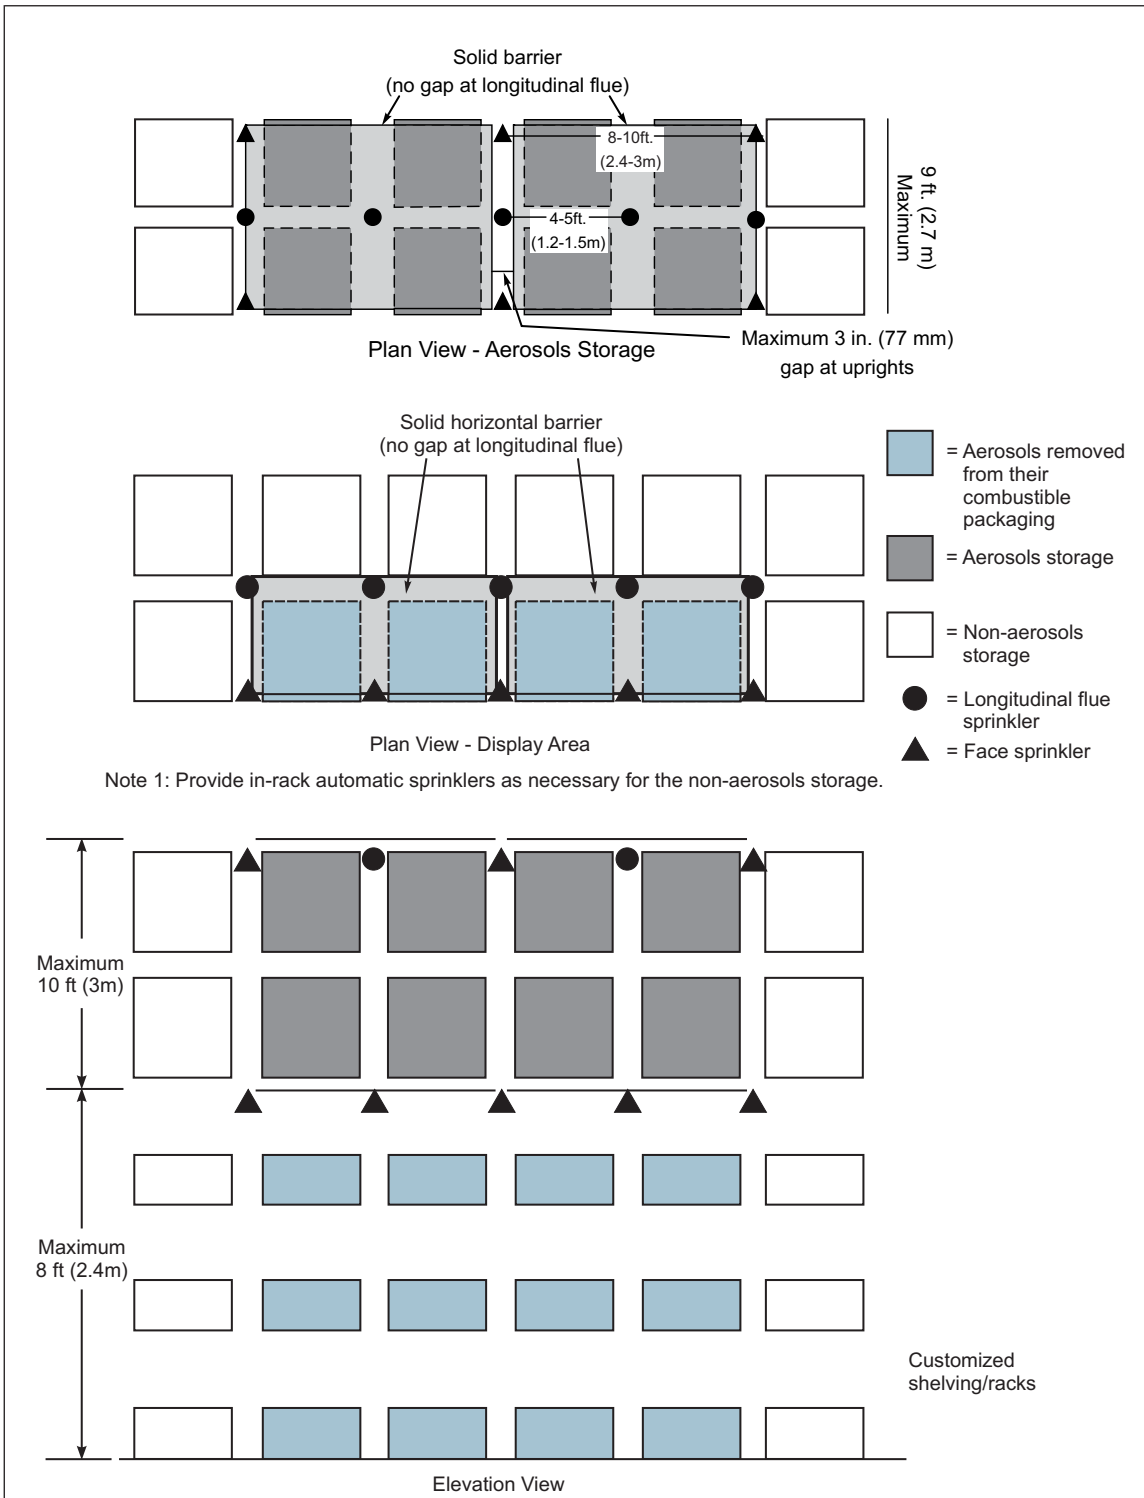 Solid barrier
(no gap at longitudinal flue)
8-10ft.
(2.4-3m)
4-5ft.
(1.2-1.5m)
9 ft. (2.7 m)
Maximum
Maximum 3 in. (77 mm)
gap at uprights
Plan View - Aerosols Storage
Solid horizontal barrier
(no gap at longitudinal flue)
= Aerosols removed
from their
combustible
packaging
= Aerosols storage
= Non-aerosols
storage
= Longitudinal flue
sprinkler
= Face sprinkler
Plan View - Display Area
Note 1: Provide in-rack automatic sprinklers as necessary for the non-aerosols storage.
Maximum
10 ft (3m)
Maximum
8 ft (2.4m)
Customized
shelving/racks
Elevation View